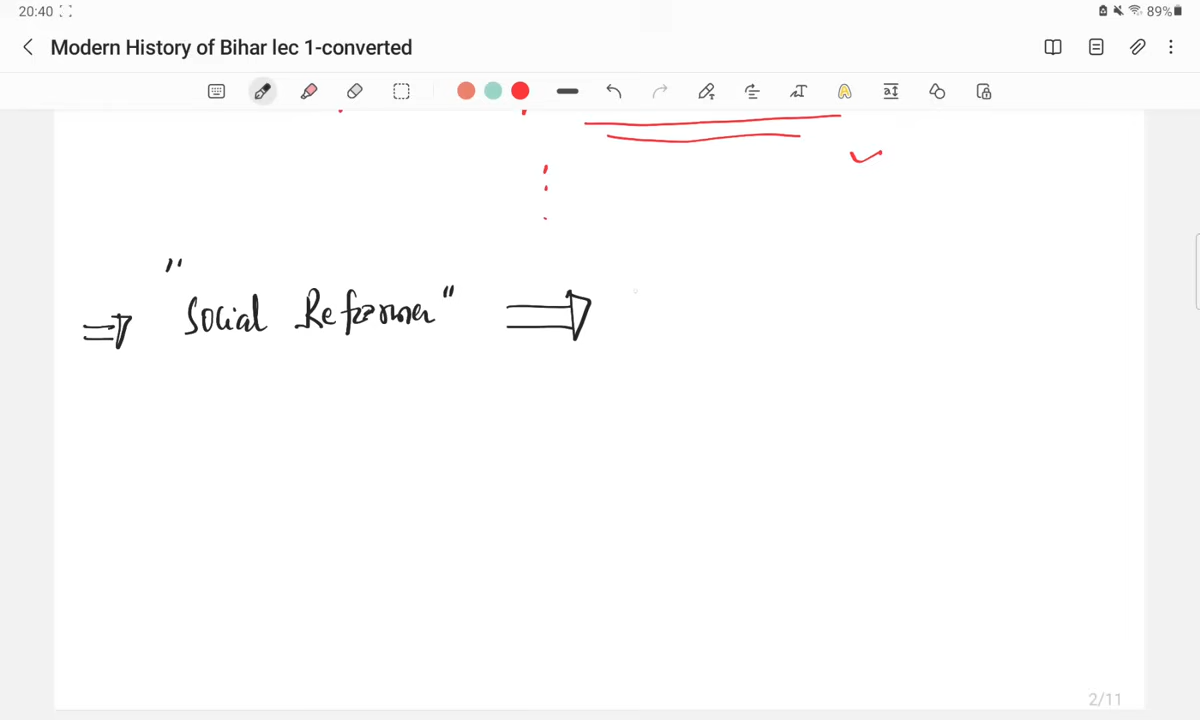 20:40 89%
Modern History of Bihar lec 1-converted
⇒ "Social Reformer" ⇒
2/11